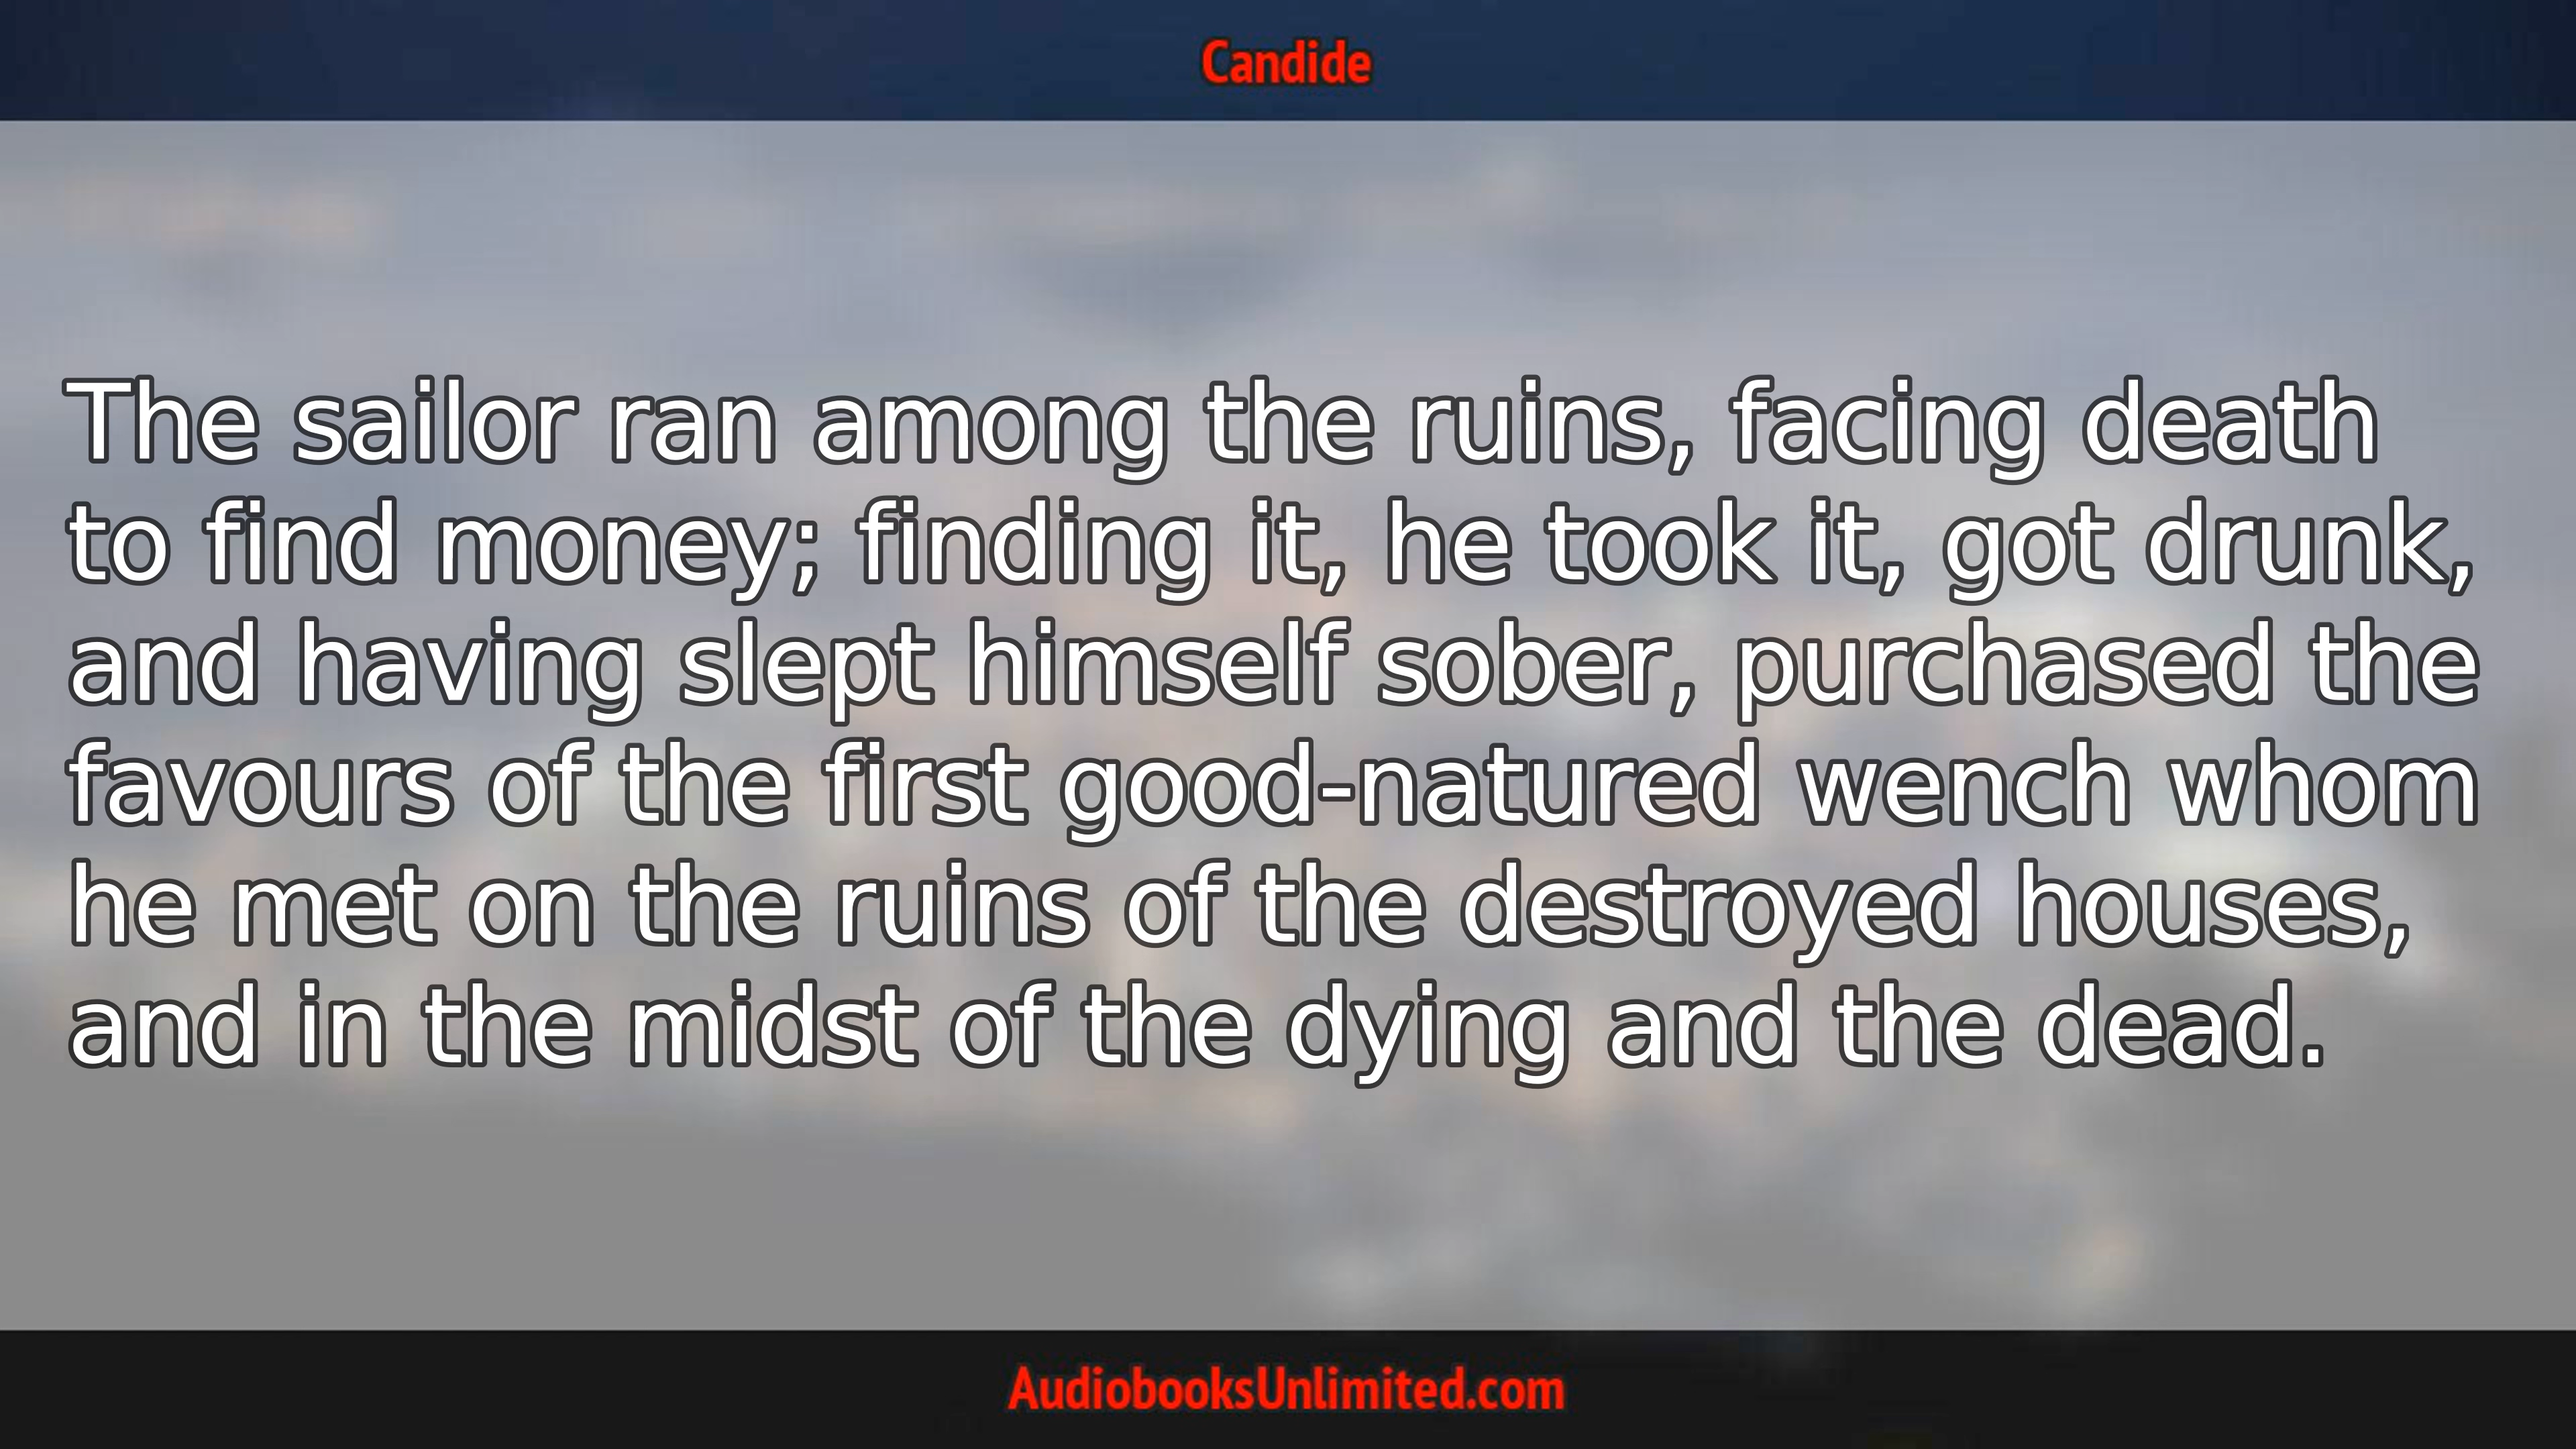 Candide
The sailor ran among the ruins, facing death
to find money; finding it, he took it, got drunk,
and having slept himself sober, purchased the
favours of the first good-natured wench whom
he met on the ruins of the destroyed houses,
and in the midst of the dying and the dead.
AudiobooksUnlimited.com